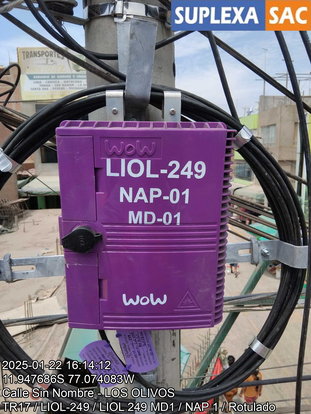 SUPLEXA SAC
TRANSPORTES
WOW
LIOL-249
NAP-01
MD-01
WOW
2025-01-22 16:14:12
11.947686S 77.074083W
Calle Sin Nombre - LOS OLIVOS
TR17 / LIOL-249 / LIOL 249 MD1 / NAP 1 / Rotulado